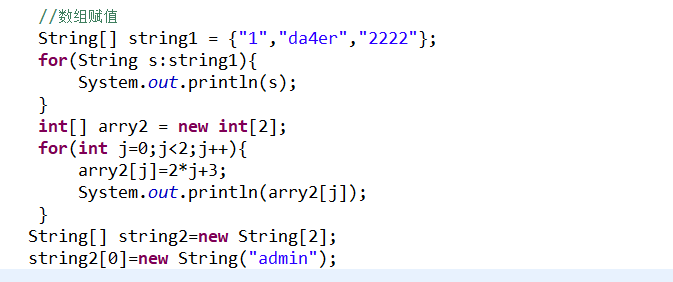 //数组赋值
String[] string1 = {"1","da4er","2222"};
for(String s:string1){
System.out.println(s);
}
int[] arry2 = new int[2];
for(int j=0;j<2;j++){
arry2[j]=2*j+3;
System.out.println(arry2[j]);
}
String[] string2=new String[2];
string2[0]=new String("admin");